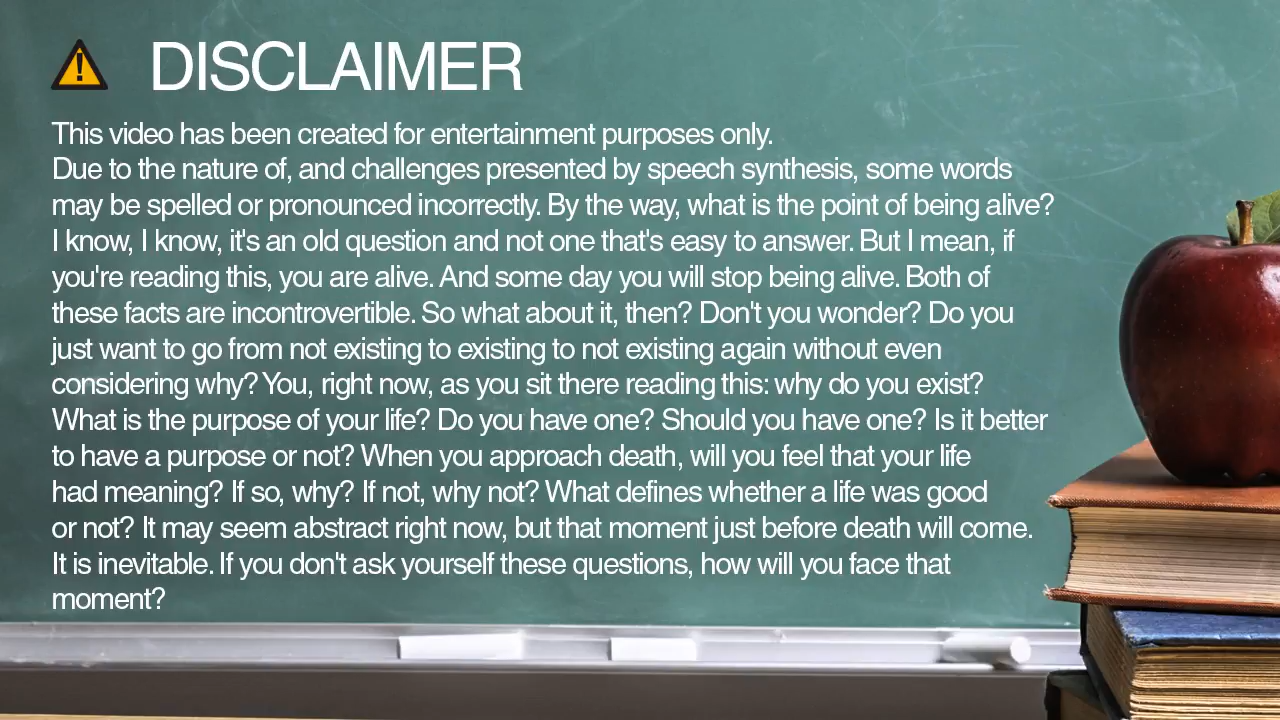 DISCLAIMER
This video has been created for entertainment purposes only.
Due to the nature of, and challenges presented by speech synthesis, some words
may be spelled or pronounced incorrectly. By the way, what is the point of being alive?
I know, I know, it's an old question and not one that's easy to answer. But I mean, if
you're reading this, you are alive. And some day you will stop being alive. Both of
these facts are incontrovertible. So what about it, then? Don't you wonder? Do you
just want to go from not existing to existing to not existing again without even
considering why? You, right now, as you sit there reading this: why do you exist?
What is the purpose of your life? Do you have one? Should you have one? Is it better
to have a purpose or not? When you approach death, will you feel that your life
had meaning? If so, why? If not, why not? What defines whether a life was good
or not? It may seem abstract right now, but that moment just before death will come.
It is inevitable. If you don't ask yourself these questions, how will you face that
moment?